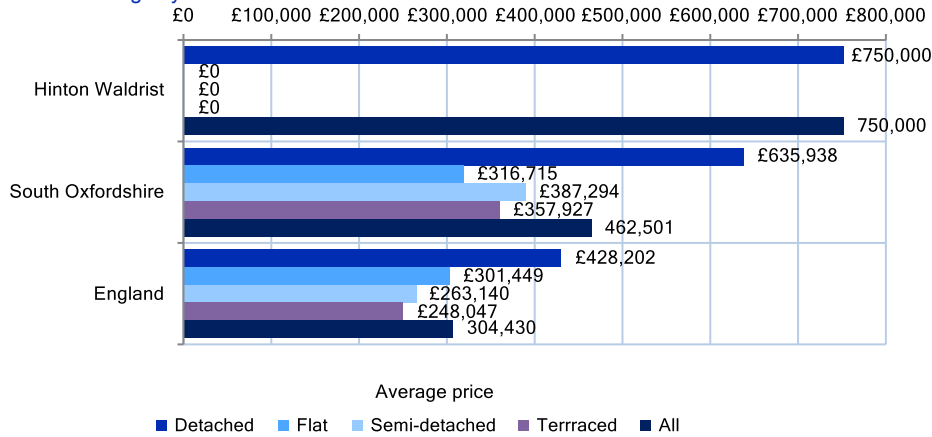 £0 £100,000 £200,000 £300,000 £400,000 £500,000 £600,000 £700,000 £800,000
Hinton Waldrist
£750,000
£0
£0
£0
750,000
South Oxfordshire
£635,938
£316,715
£387,294
£357,927
462,501
England
£428,202
£301,449
£263,140
£248,047
304,430
Average price
Detached Flat Semi-detached Terrraced All